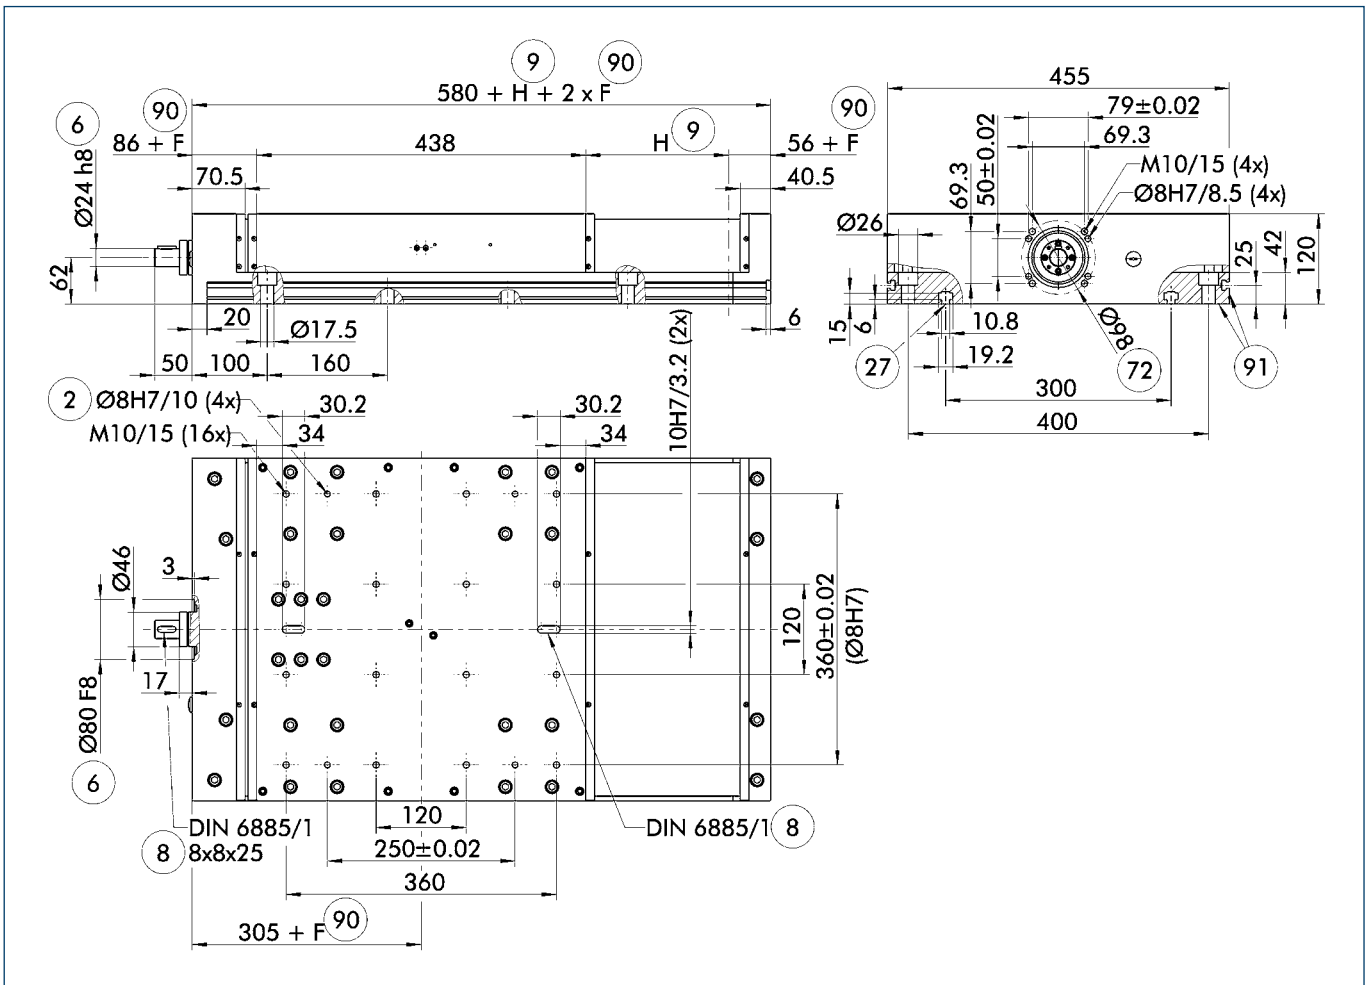 9
90
580 + H + 2 x F
90
6
86 + F
438
H
9
56 + F
70.5
40.5
Ø24 h8
62
20
Ø17.5
6
50
100
160
455
90
79±0.02
69.3
50±0.02
69.3
M10/15 (4x)
Ø8H7/8.5 (4x)
Ø26
25
42
120
15
6
10.8
19.2
Ø98
27
72
91
300
400
2
Ø8H7/10 (4x)
M10/15 (16x)
30.2
34
30.2
34
10H7/3.2 (2x)
3
Ø46
17
Ø80 F8
6
120
360±0.02
(Ø8H7)
DIN 6885/1
8
8x8x25
120
250±0.02
360
DIN 6885/1
8
305 + F
90